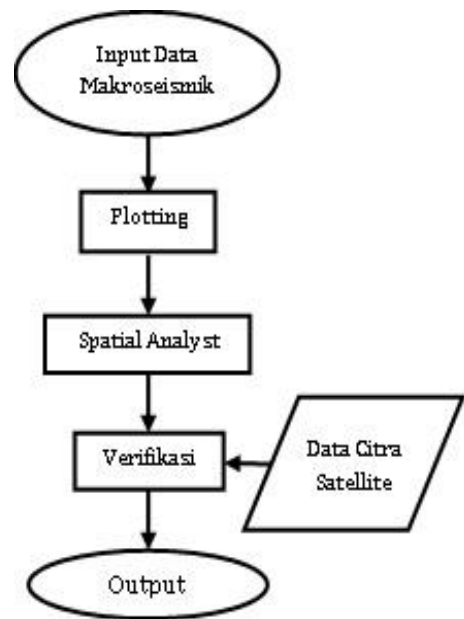 Input Data
Makroseismik
Plotting
Spatial Analyst
Verifikasi
Data Citra
Satellite
Output